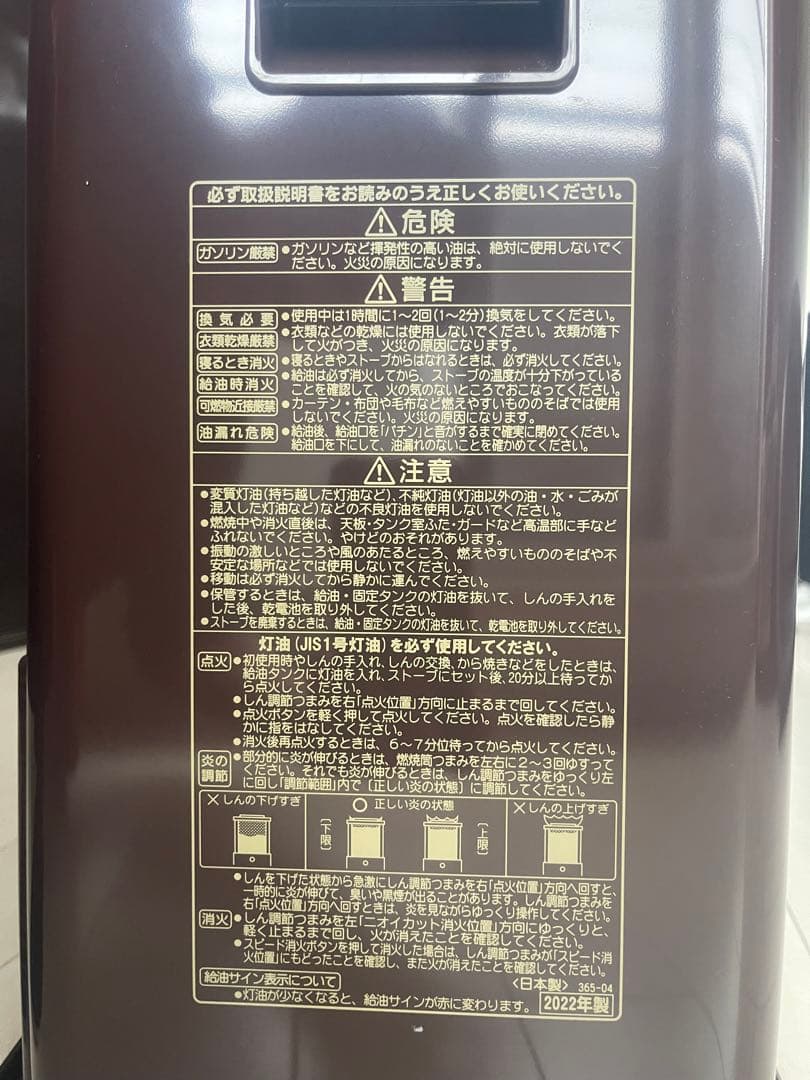 必ず取扱説明書をお読みのうえ正しくお使いください。
危険
ガソリン厳禁 ●ガソリンなど揮発性の高い油は、絶対に使用しないでく
ださい。火災の原因になります。
警告
換気必要 ●使用中は1時間に1〜2回(1〜2分)換気をしてください。
衣類乾燥厳禁 ●衣類などの乾燥には使用しないでください。衣類が落下
して火がつき、火災の原因になります。
寝るとき消火 ●寝るときやストーブからはなれるときは、必ず消火してください。
給油時消火 ●給油は必ず消火してから、ストーブの温度が十分下がっている
ことを確認して、火の気のないところでおこなってください。
可燃物近接厳禁 ●カーテン・布団や毛布など燃えやすいもののそばでは使用
しないでください。火災の原因になります。
油漏れ危険 ●給油後、給油口を「パチン」と音がするまで確実に閉めてください。
給油口を下にして、油漏れのないことを確かめてください。
注意
●変質灯油(持ち越した灯油など)、不純灯油(灯油以外の油・水・ごみが
混入した灯油など)などの不良灯油を使用しないでください。
●燃焼中や消火直後は、天板・タンク室ふた・ガードなど高温部に手など
ふれないでください。やけどのおそれがあります。
●振動の激しいところや風のあたるところ、燃えやすいもののそばや不
安定な場所などでは使用しないでください。
●移動は必ず消火してから静かに運んでください。
●保管するときは、給油・固定タンクの灯油を抜いて、しんの手入れを
した後、乾電池を取り外してください。
●ストーブを廃棄するときは、給油・固定タンクの灯油を抜いて、乾電池を取り外してください。
灯油(JIS1号灯油)を必ず使用してください。
点火 ●初使用時やしんの手入れ、しんの交換、から焼きなどをしたときは、
給油タンクに灯油を入れ、ストーブにセット後、20分以上待ってか
ら点火してください。
●しん調節つまみを右「点火位置」方向に止まるまで回してください。
●点火ボタンを軽く押して点火してください。点火を確認したら静
かに指をはなしてください。
●消火後再点火するときは、6〜7分位待ってから点火してください。
炎の調節 ●部分的に炎が伸びるときは、燃焼筒つまみを左右に2〜3回ゆすって
ください。それでも炎が伸びるときは、しん調節つまみをゆっくり左
に回し「調節範囲」内で〔正しい炎の状態〕に調節してください。
×しんの下げすぎ ○正しい炎の状態 ×しんの上げすぎ
〔下限〕 〔上限〕
●しんを下げた状態から急激にしん調節つまみを右「点火位置」方向へ回すと、
一時的に炎が伸びて、臭いや黒煙が出ることがあります。しん調節つまみを
右「点火位置」方向へ回すときは、炎を見ながらゆっくり操作してください。
消火 ●しん調節つまみを左「ニオイカット消火位置」方向にゆっくりと、
軽く止まるまで回し、火が消えたことを確認してください。
●スピード消火ボタンを押して消火した場合は、しん調節つまみが「スピード消
火位置」にもどったことを確認し、また火が消えたことを確認してください。
給油サイン表示について 〈日本製〉 365-04
●灯油が少なくなると、給油サインが赤に変わります。 2022年製